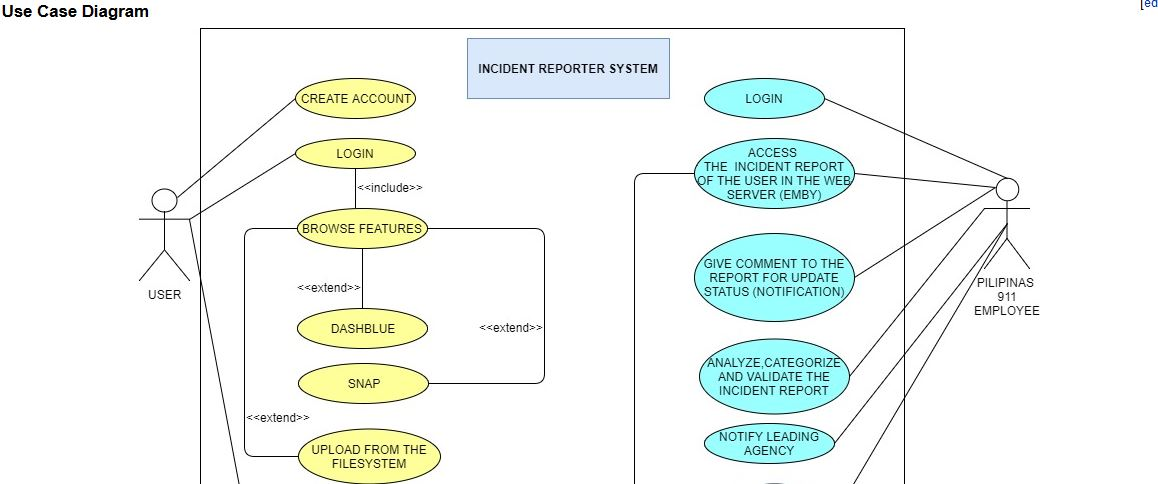 [ed
Use Case Diagram
INCIDENT REPORTER SYSTEM
CREATE ACCOUNT
LOGIN
<<include>>
BROWSE FEATURES
<<extend>>
DASHBLUE
<<extend>>
SNAP
<<extend>>
UPLOAD FROM THE
FILESYSTEM
USER
LOGIN
ACCESS
THE INCIDENT REPORT
OF THE USER IN THE WEB
SERVER (EMBY)
GIVE COMMENT TO THE
REPORT FOR UPDATE
STATUS (NOTIFICATION)
ANALYZE,CATEGORIZE
AND VALIDATE THE
INCIDENT REPORT
NOTIFY LEADING
AGENCY
PILIPINAS
911
EMPLOYEE